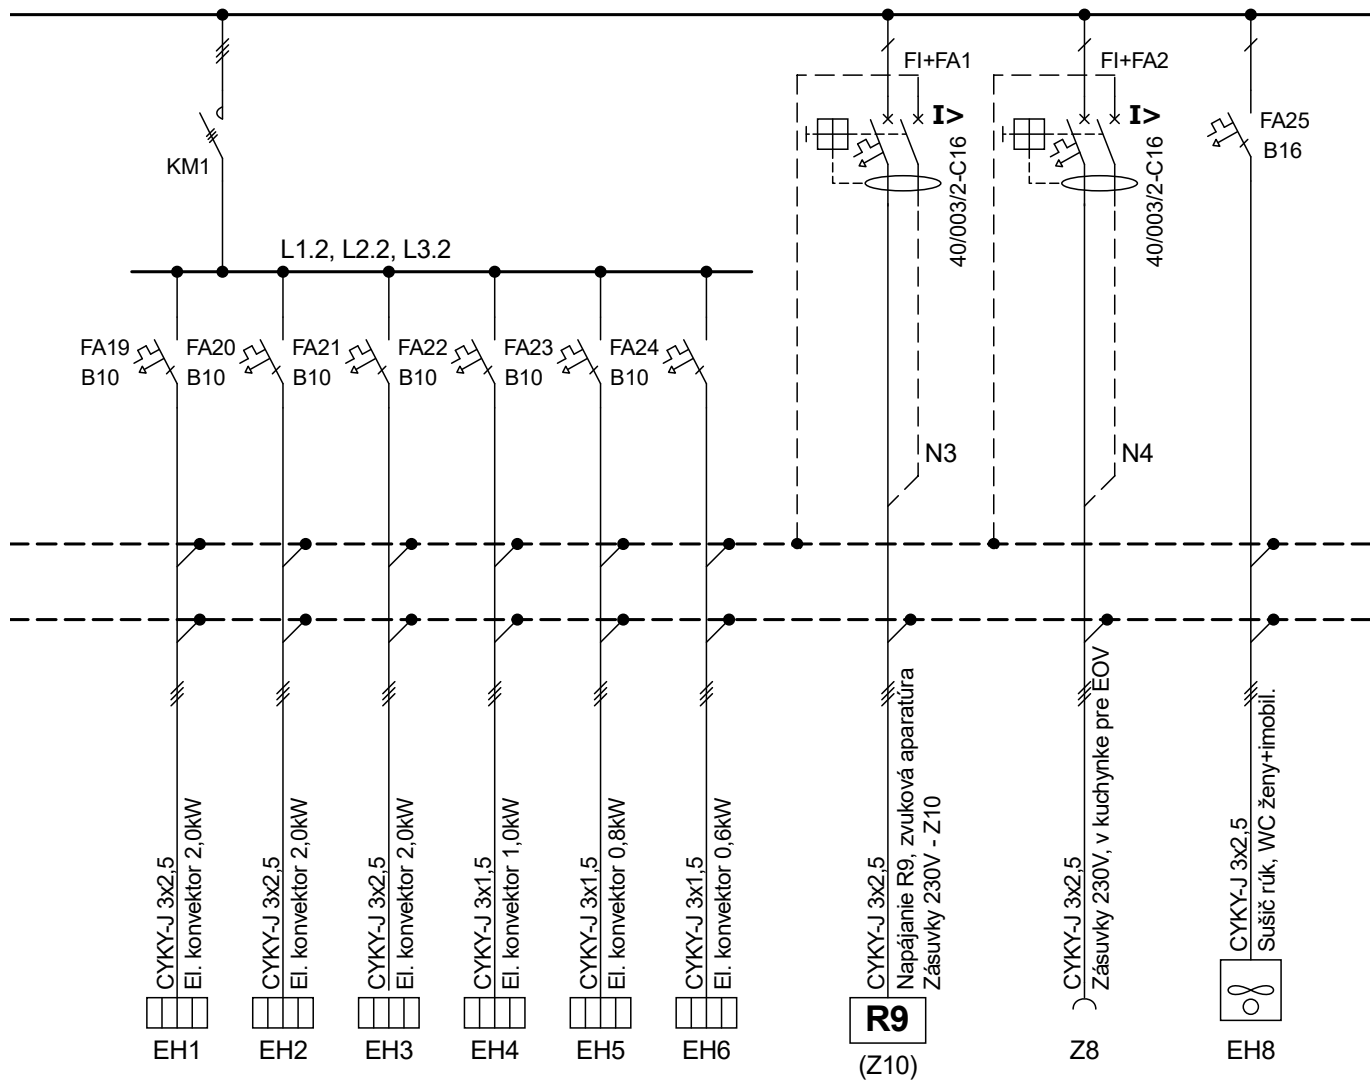 FI+FA1
FI+FA2
I>
I>
FA25
B16
KM1
40/003/2-C16
40/003/2-C16
L1.2, L2.2, L3.2
FA19
B10
FA20
B10
FA21
B10
FA22
B10
FA23
B10
FA24
B10
N3
N4
CYKY-J 3x2,5
El. konvektor 2,0kW
CYKY-J 3x2,5
El. konvektor 2,0kW
CYKY-J 3x2,5
El. konvektor 2,0kW
CYKY-J 3x1,5
El. konvektor 1,0kW
CYKY-J 3x1,5
El. konvektor 0,8kW
CYKY-J 3x1,5
El. konvektor 0,6kW
CYKY-J 3x2,5
Napájanie R9, zvuková aparatúra
Zásuvky 230V - Z10
CYKY-J 3x2,5
Zásuvky 230V, v kuchynke pre EOV
CYKY-J 3x2,5
Sušič rúk, WC ženy+imobil.
EH1
EH2
EH3
EH4
EH5
EH6
R9
(Z10)
Z8
EH8